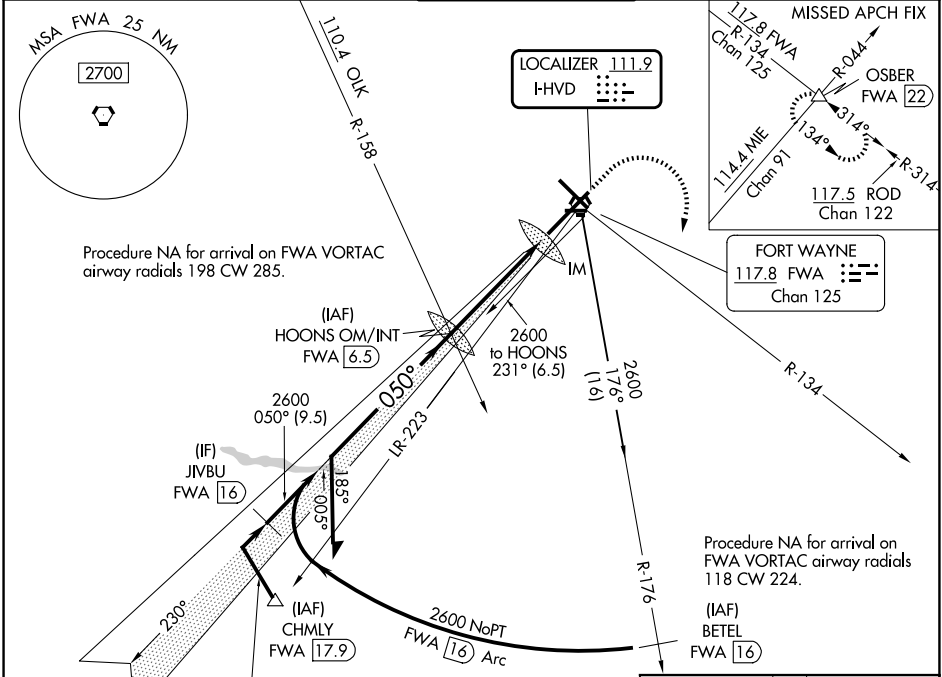 MSA FWA 25 NM
2700
110.4 OLK
R-158
LOCALIZER 111.9
I-HVD
MISSED APCH FIX
117.8 FWA
R-134
Chan 125
R-044
OSBER
FWA 22
314°
134°
R-314
114.4 MIE
Chan 91
117.5 ROD
Chan 122
Procedure NA for arrival on FWA VORTAC
airway radials 198 CW 285.
IM
FORT WAYNE
117.8 FWA
Chan 125
(IAF)
HOONS OM/INT
FWA 6.5
2600
to HOONS
231° (6.5)
2600
176°
(16)
R-134
050°
2600
050° (9.5)
LR-223
(IF)
JIVBU
FWA 16
185°
005°
Procedure NA for arrival on
FWA VORTAC airway radials
118 CW 224.
R-176
230°
(IAF)
CHMLY
FWA 17.9
2600 NoPT
FWA 16 Arc
(IAF)
BETEL
FWA 16